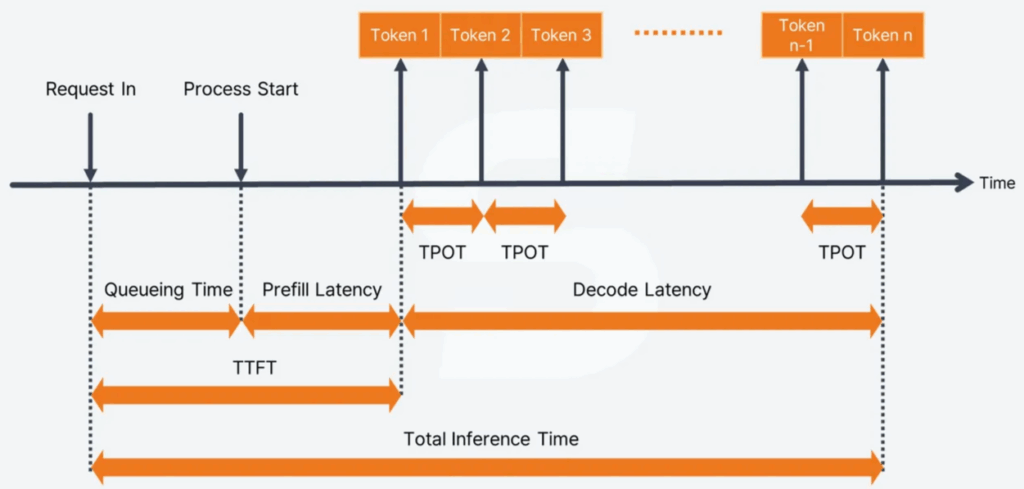 Token 1
Token 2
Token 3
Token
n-1
Token n
Request In
Process Start
Time
TPOT
TPOT
TPOT
Queueing Time
Prefill Latency
Decode Latency
TTFT
Total Inference Time